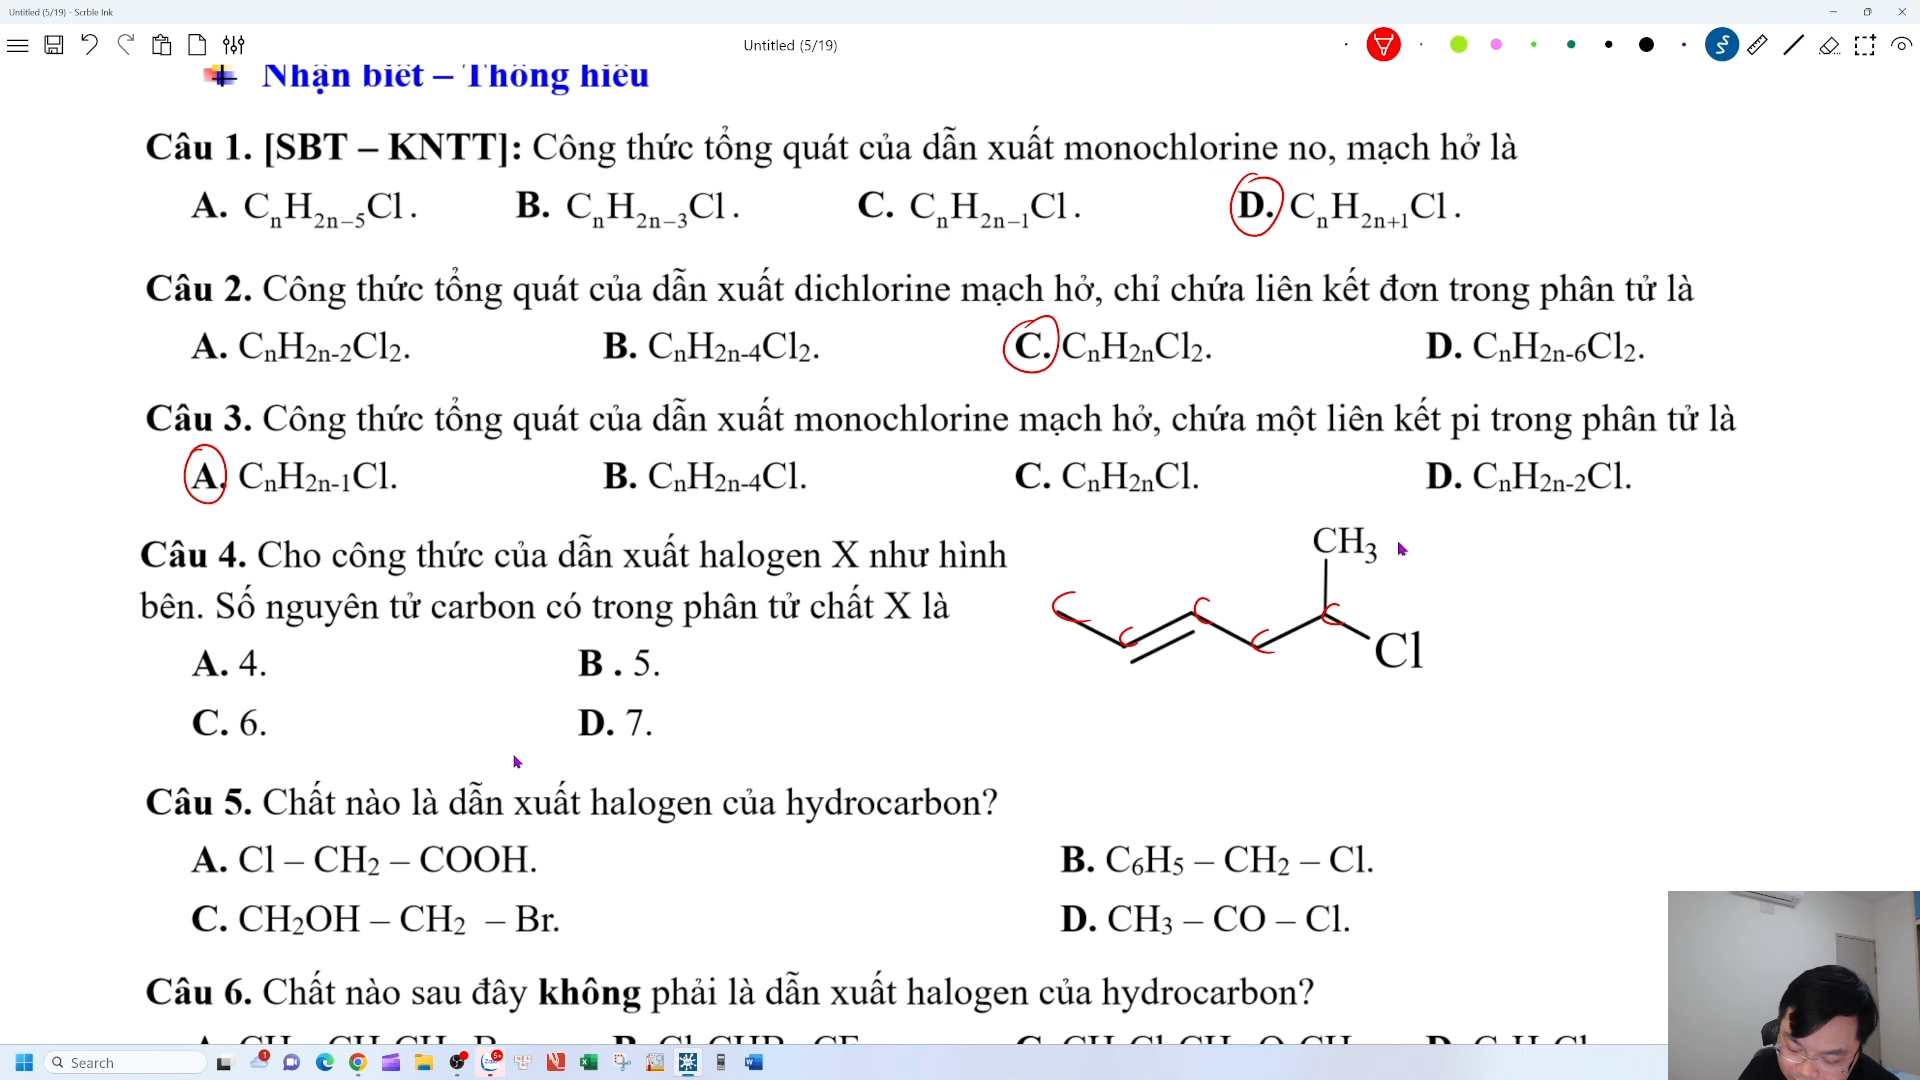 Untitled (5/19) - Scrble Ink
Untitled (5/19)
Nhận biết – Thông hiểu
Câu 1. [SBT – KNTT]: Công thức tổng quát của dẫn xuất monochlorine no, mạch hở là
A. CnH2n–5Cl. B. CnH2n–3Cl. C. CnH2n–1Cl. D. CnH2n+1Cl.
Câu 2. Công thức tổng quát của dẫn xuất dichlorine mạch hở, chỉ chứa liên kết đơn trong phân tử là
A. CnH2n-2Cl2. B. CnH2n-4Cl2. C. CnH2nCl2. D. CnH2n-6Cl2.
Câu 3. Công thức tổng quát của dẫn xuất monochlorine mạch hở, chứa một liên kết pi trong phân tử là
A. CnH2n-1Cl. B. CnH2n-4Cl. C. CnH2nCl. D. CnH2n-2Cl.
Câu 4. Cho công thức của dẫn xuất halogen X như hình
bên. Số nguyên tử carbon có trong phân tử chất X là
A. 4. B . 5.
C. 6. D. 7.
CH3
C C C C C
Cl
Câu 5. Chất nào là dẫn xuất halogen của hydrocarbon?
A. Cl – CH2 – COOH. B. C6H5 – CH2 – Cl.
C. CH2OH – CH2 – Br. D. CH3 – CO – Cl.
Câu 6. Chất nào sau đây không phải là dẫn xuất halogen của hydrocarbon?
Search